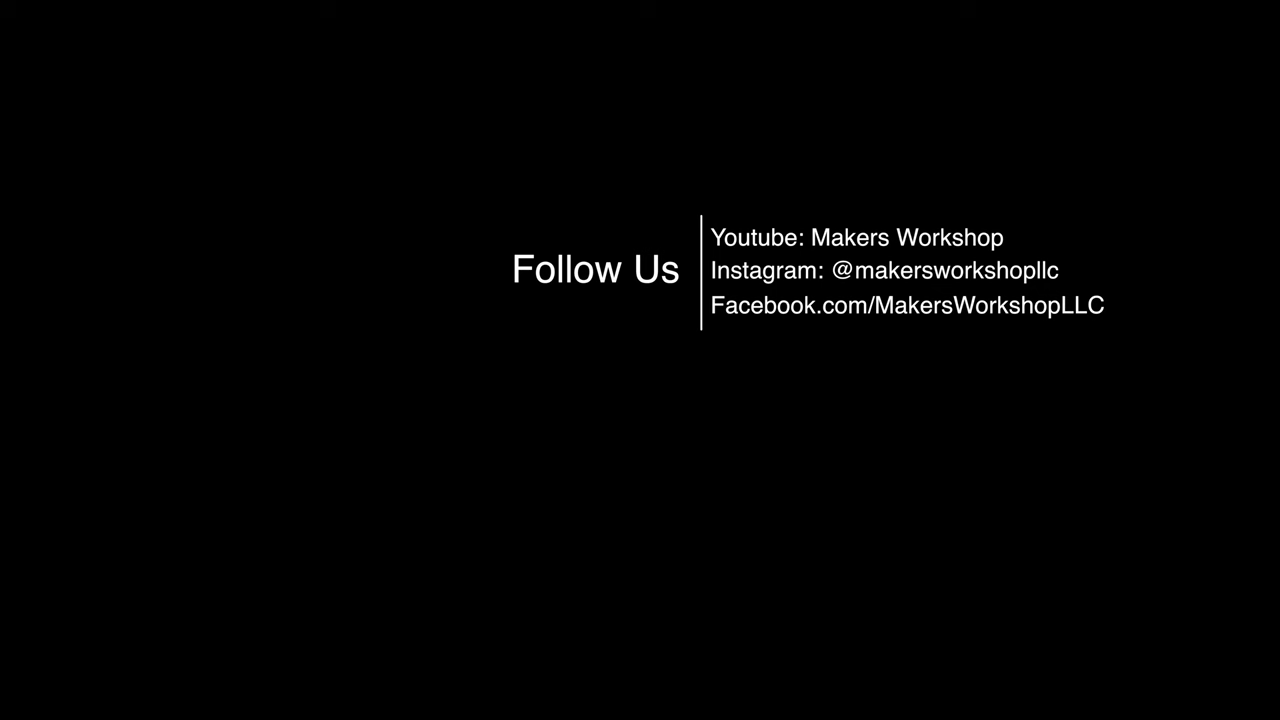 Follow Us
Youtube: Makers Workshop
Instagram: @makersworkshopllc
Facebook.com/MakersWorkshopLLC